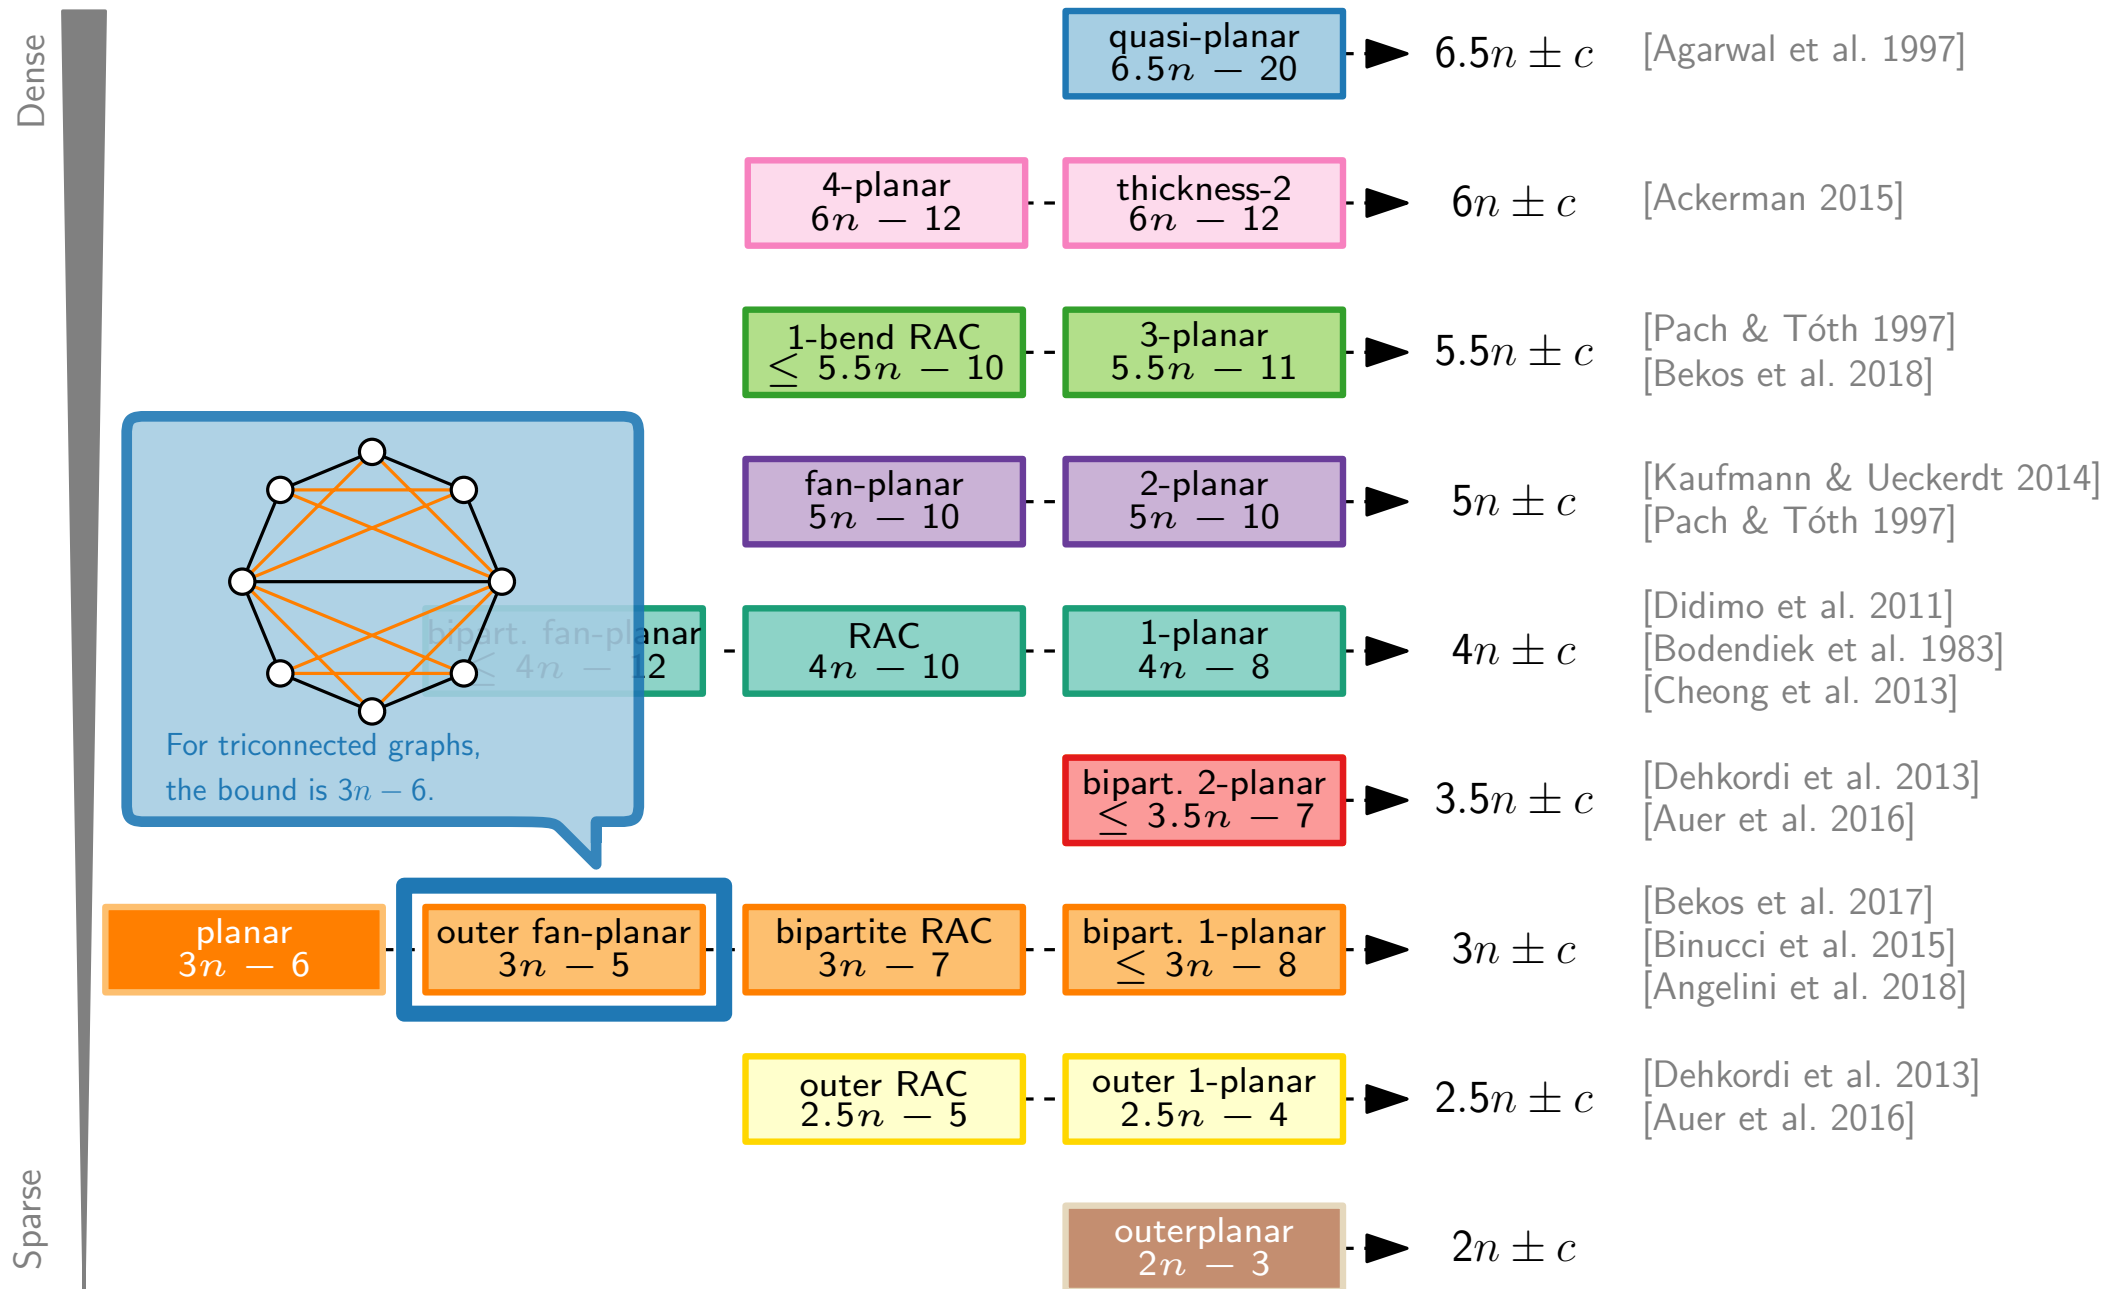 Dense
quasi-planar
6.5n − 20
6.5n ± c
[Agarwal et al. 1997]
4-planar
6n − 12
thickness-2
6n − 12
6n ± c
[Ackerman 2015]
1-bend RAC
≤ 5.5n − 10
3-planar
5.5n − 11
5.5n ± c
[Pach & Tóth 1997]
[Bekos et al. 2018]
fan-planar
5n − 10
2-planar
5n − 10
5n ± c
[Kaufmann & Ueckerdt 2014]
[Pach & Tóth 1997]
bipart. fan-planar
≤ 4n − 12
RAC
4n − 10
1-planar
4n − 8
4n ± c
[Didimo et al. 2011]
[Bodendiek et al. 1983]
[Cheong et al. 2013]
For triconnected graphs,
the bound is 3n − 6.
bipart. 2-planar
≤ 3.5n − 7
3.5n ± c
[Dehkordi et al. 2013]
[Auer et al. 2016]
planar
3n − 6
outer fan-planar
3n − 5
bipartite RAC
3n − 7
bipart. 1-planar
≤ 3n − 8
3n ± c
[Bekos et al. 2017]
[Binucci et al. 2015]
[Angelini et al. 2018]
outer RAC
2.5n − 5
outer 1-planar
2.5n − 4
2.5n ± c
[Dehkordi et al. 2013]
[Auer et al. 2016]
Sparse
outerplanar
2n − 3
2n ± c